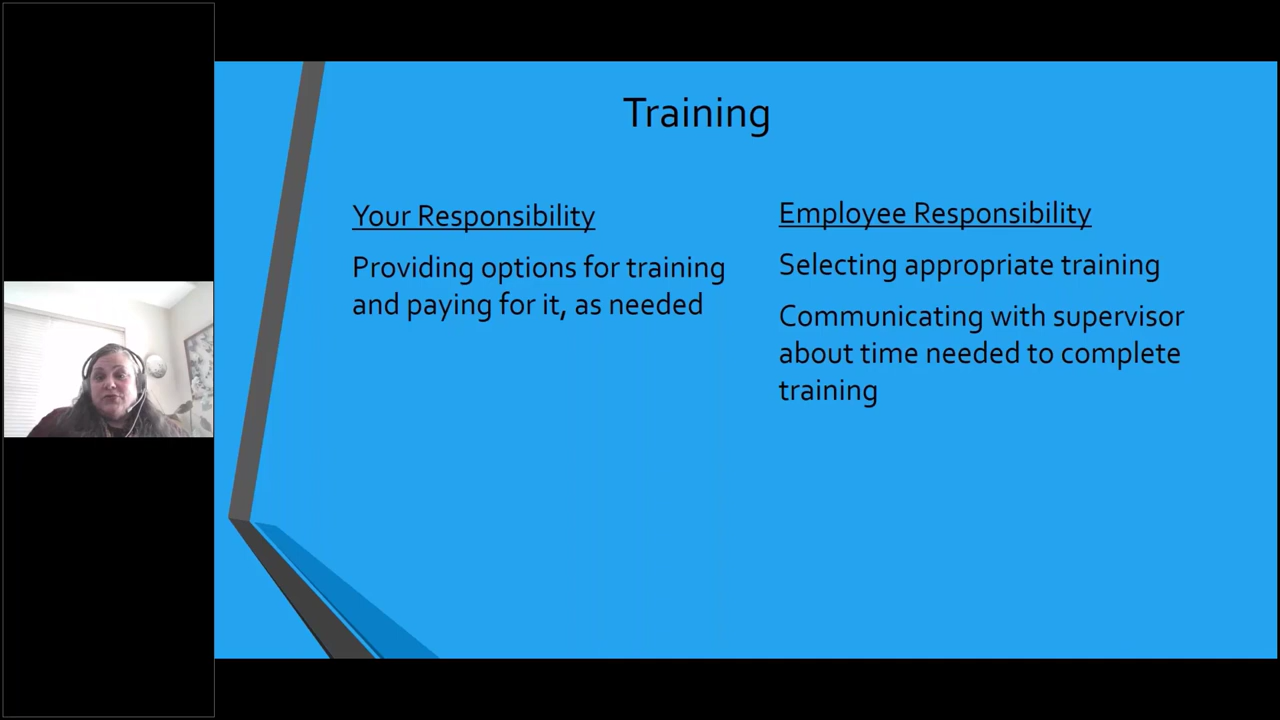 Training
Your Responsibility
Providing options for training
and paying for it, as needed
Employee Responsibility
Selecting appropriate training
Communicating with supervisor
about time needed to complete
training